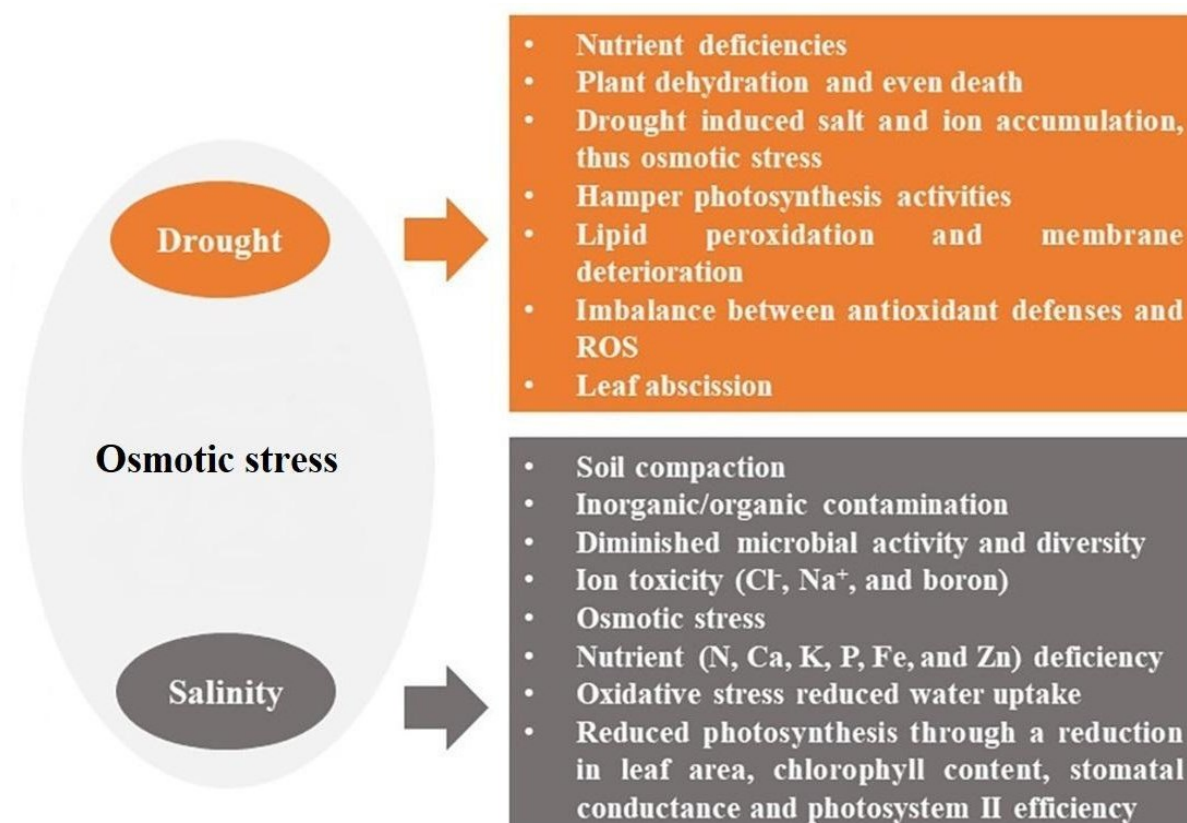 Drought
Osmotic stress
Salinity
• Nutrient deficiencies
• Plant dehydration and even death
• Drought induced salt and ion accumulation,
thus osmotic stress
• Hamper photosynthesis activities
• Lipid peroxidation and membrane
deterioration
• Imbalance between antioxidant defenses and
ROS
• Leaf abscission
• Soil compaction
• Inorganic/organic contamination
• Diminished microbial activity and diversity
• Ion toxicity (Cl⁻, Na⁺, and boron)
• Osmotic stress
• Nutrient (N, Ca, K, P, Fe, and Zn) deficiency
• Oxidative stress reduced water uptake
• Reduced photosynthesis through a reduction
in leaf area, chlorophyll content, stomatal
conductance and photosystem II efficiency